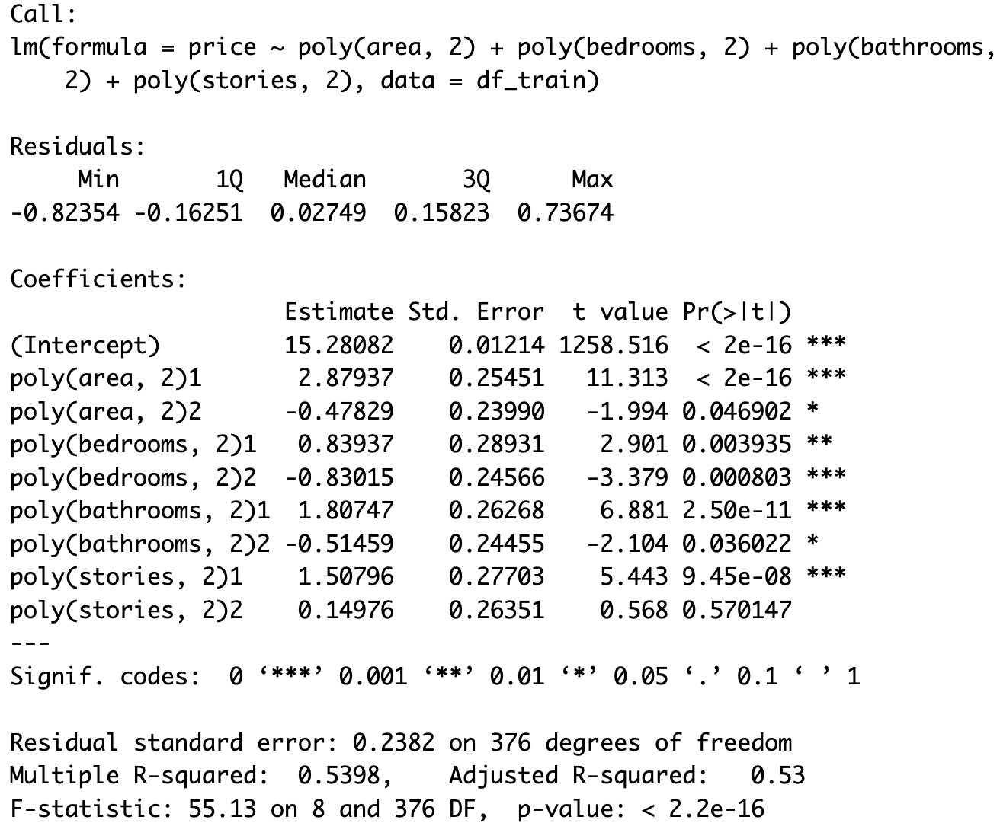 Call:
lm(formula = price ~ poly(area, 2) + poly(bedrooms, 2) + poly(bathrooms,
    2) + poly(stories, 2), data = df_train)

Residuals:
     Min       1Q   Median       3Q      Max
-0.82354 -0.16251  0.02749  0.15823  0.73674

Coefficients:
                    Estimate Std. Error  t value Pr(>|t|)
(Intercept)         15.28082    0.01214 1258.516  < 2e-16 ***
poly(area, 2)1       2.87937    0.25451   11.313  < 2e-16 ***
poly(area, 2)2      -0.47829    0.23990   -1.994 0.046902 *
poly(bedrooms, 2)1   0.83937    0.28931    2.901 0.003935 **
poly(bedrooms, 2)2  -0.83015    0.24566   -3.379 0.000803 ***
poly(bathrooms, 2)1  1.80747    0.26268    6.881 2.50e-11 ***
poly(bathrooms, 2)2 -0.51459    0.24455   -2.104 0.036022 *
poly(stories, 2)1    1.50796    0.27703    5.443 9.45e-08 ***
poly(stories, 2)2    0.14976    0.26351    0.568 0.570147
---
Signif. codes:  0 ‘***’ 0.001 ‘**’ 0.01 ‘*’ 0.05 ‘.’ 0.1 ‘ ’ 1

Residual standard error: 0.2382 on 376 degrees of freedom
Multiple R-squared:  0.5398,    Adjusted R-squared:   0.53
F-statistic: 55.13 on 8 and 376 DF,  p-value: < 2.2e-16